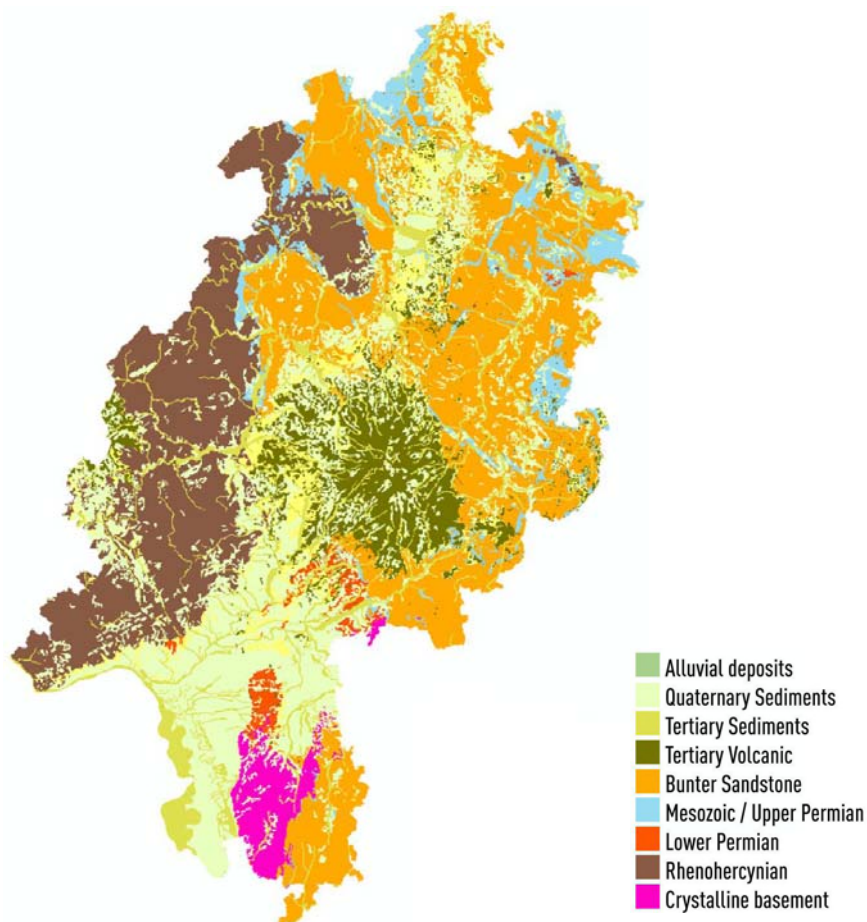 Alluvial deposits
Quaternary Sediments
Tertiary Sediments
Tertiary Volcanic
Bunter Sandstone
Mesozoic / Upper Permian
Lower Permian
Rhenohercynian
Crystalline basement